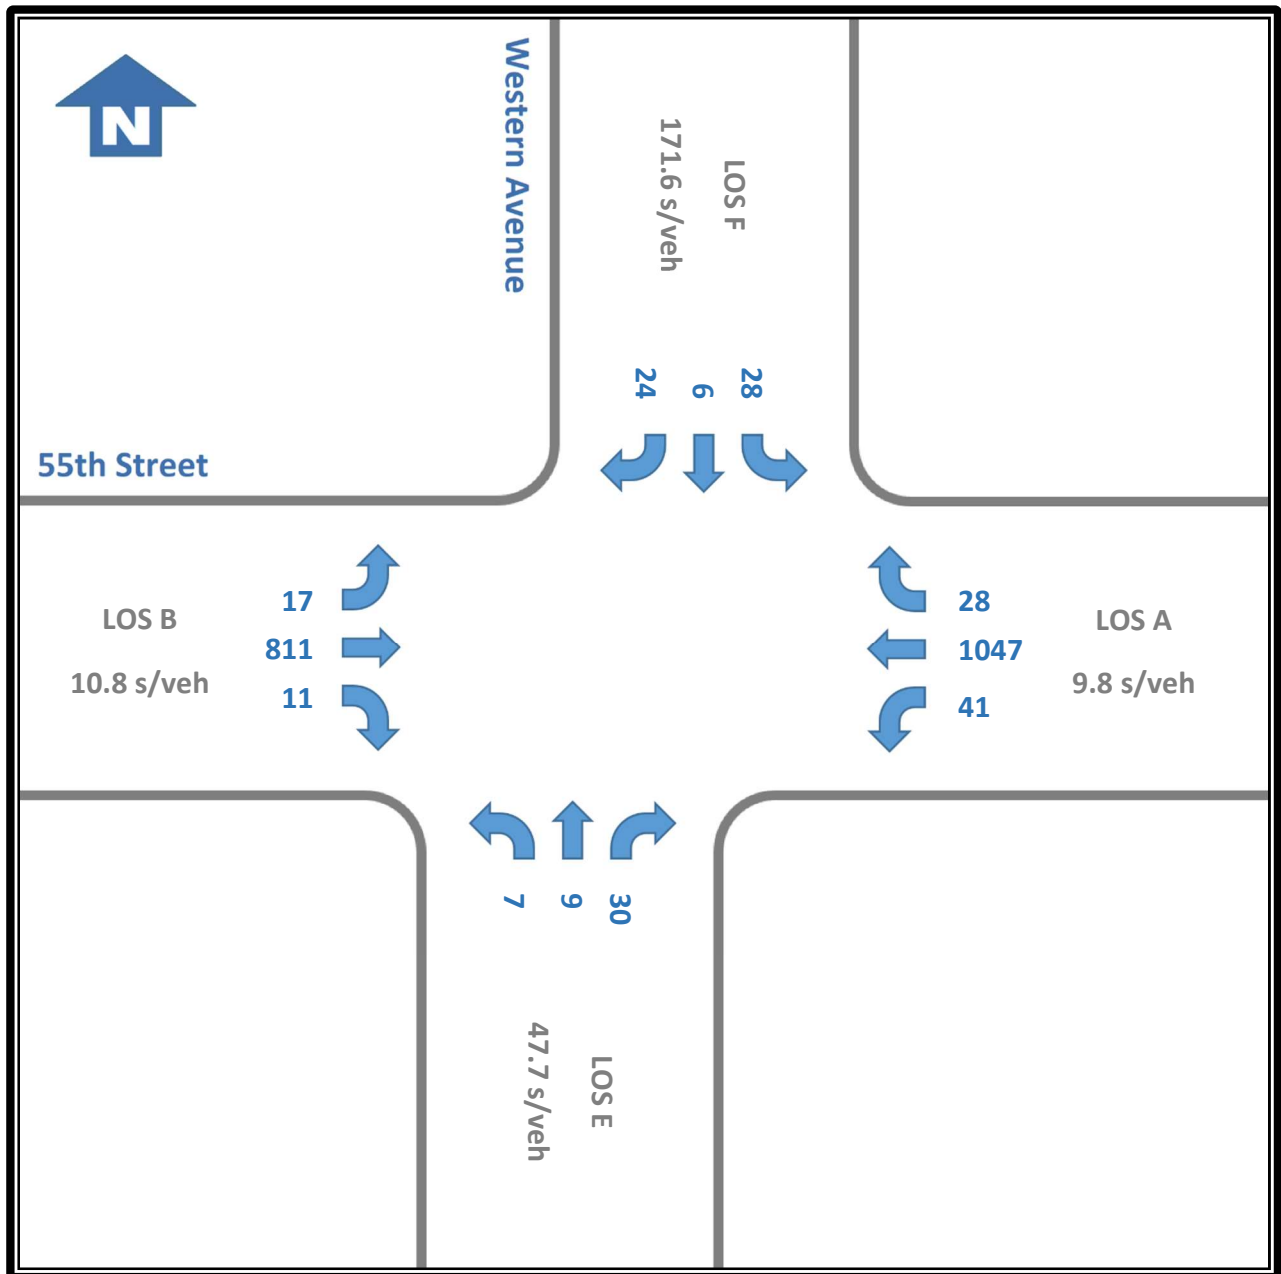 N
Western Avenue
LOS F
171.6 s/veh
24
6
28
55th Street
17
811
11
LOS B
10.8 s/veh
28
1047
41
LOS A
9.8 s/veh
7
9
30
LOS E
47.7 s/veh